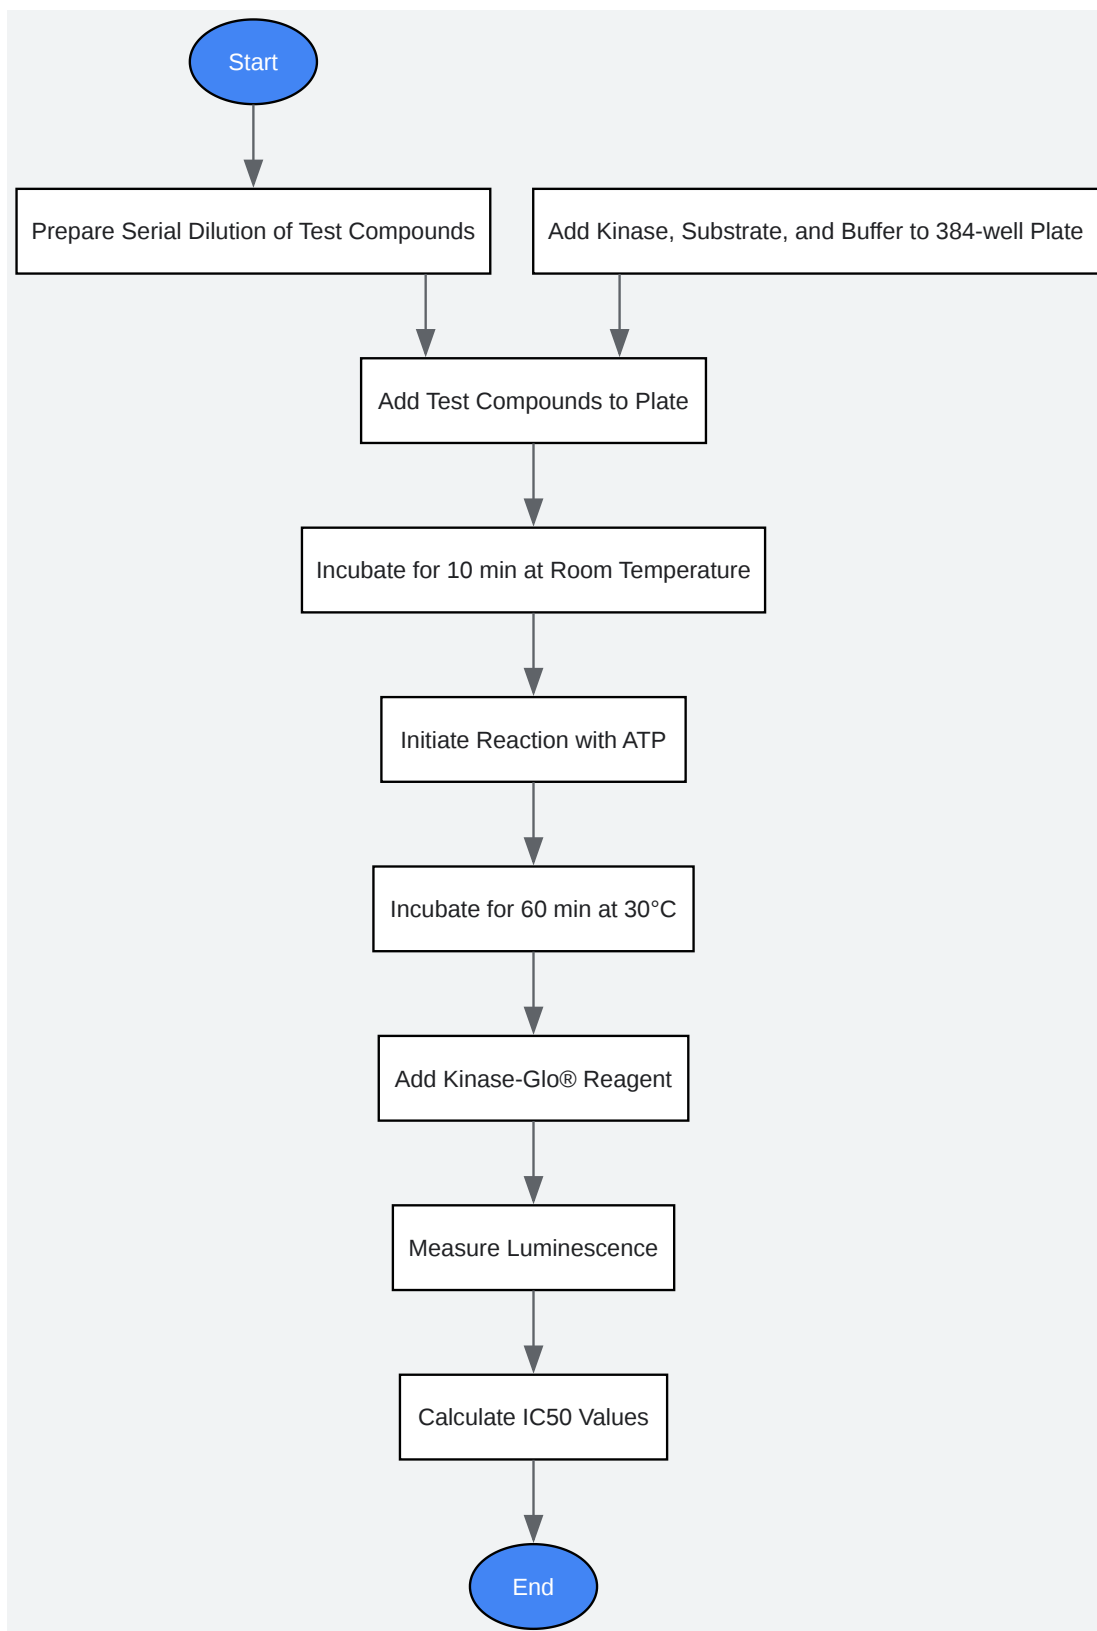 Start
Prepare Serial Dilution of Test Compounds
Add Kinase, Substrate, and Buffer to 384-well Plate
Add Test Compounds to Plate
Incubate for 10 min at Room Temperature
Initiate Reaction with ATP
Incubate for 60 min at 30°C
Add Kinase-Glo® Reagent
Measure Luminescence
Calculate IC50 Values
End